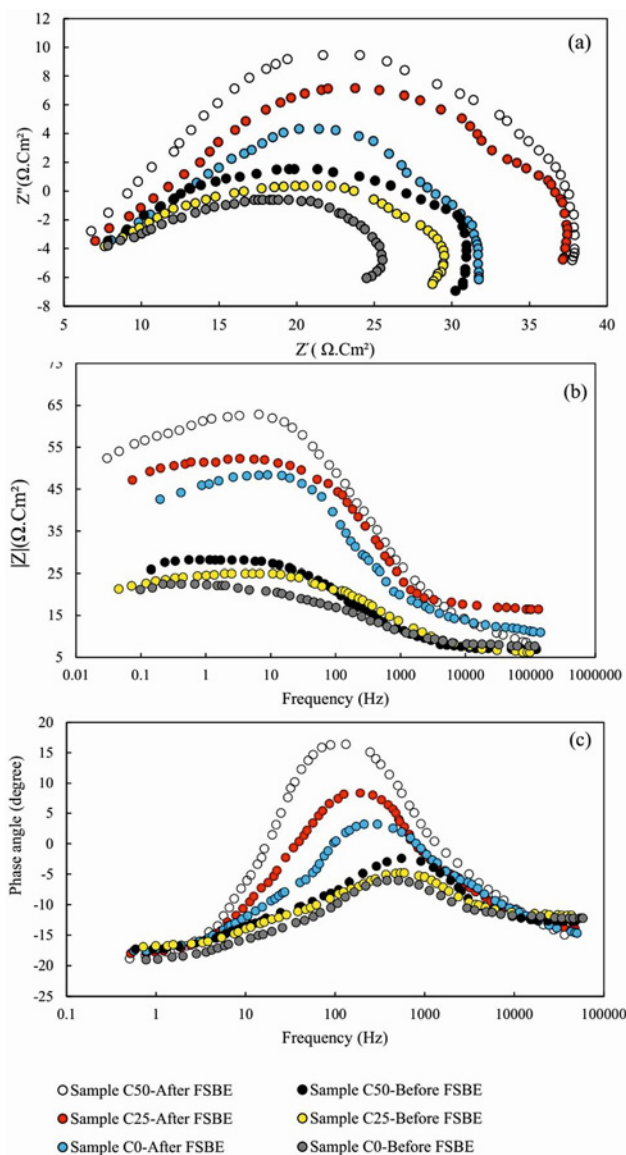 (a)
12
10
8
6
4
2
0
-2
-4
-6
-8
Z"(Ω.Cm²)
5 10 15 20 25 30 35 40
Z'( Ω.Cm²)
(b)
75
65
55
45
35
25
15
5
|Z|(Ω.Cm²)
0.01 0.1 1 10 100 1000 10000 100000 1000000
Frequency (Hz)
(c)
20
15
10
5
0
-5
-10
-15
-20
-25
Phase angle (degree)
0.1 1 10 100 1000 10000 100000
Frequency (Hz)
Sample C50-After FSBE Sample C50-Before FSBE
Sample C25-After FSBE Sample C25-Before FSBE
Sample C0-After FSBE Sample C0-Before FSBE